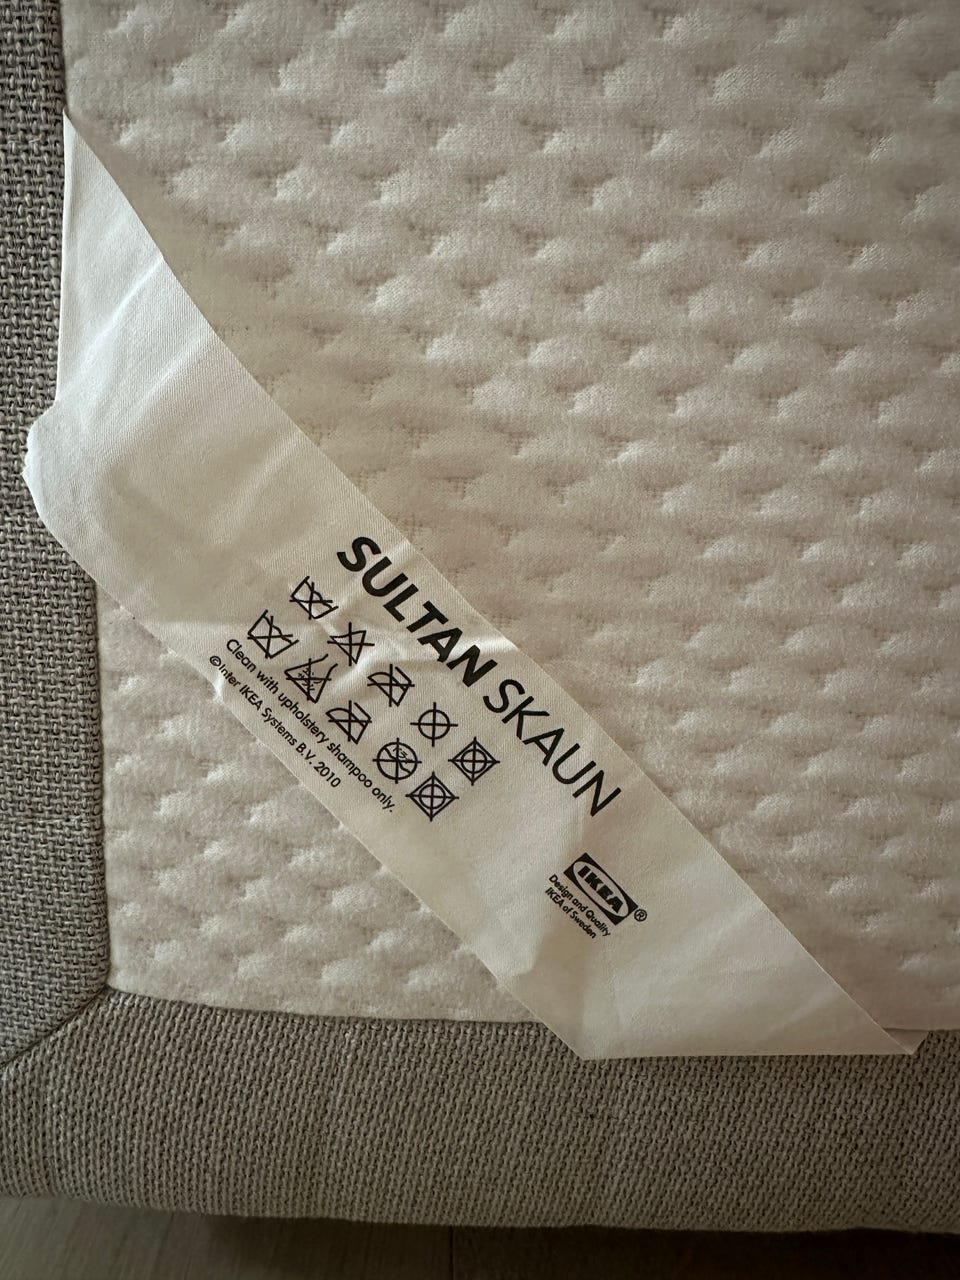 SULTAN SKAUN
Clean with upholstery shampoo only.
©Inter IKEA Systems B.V. 2010
IKEA®
Design and Quality
IKEA of Sweden